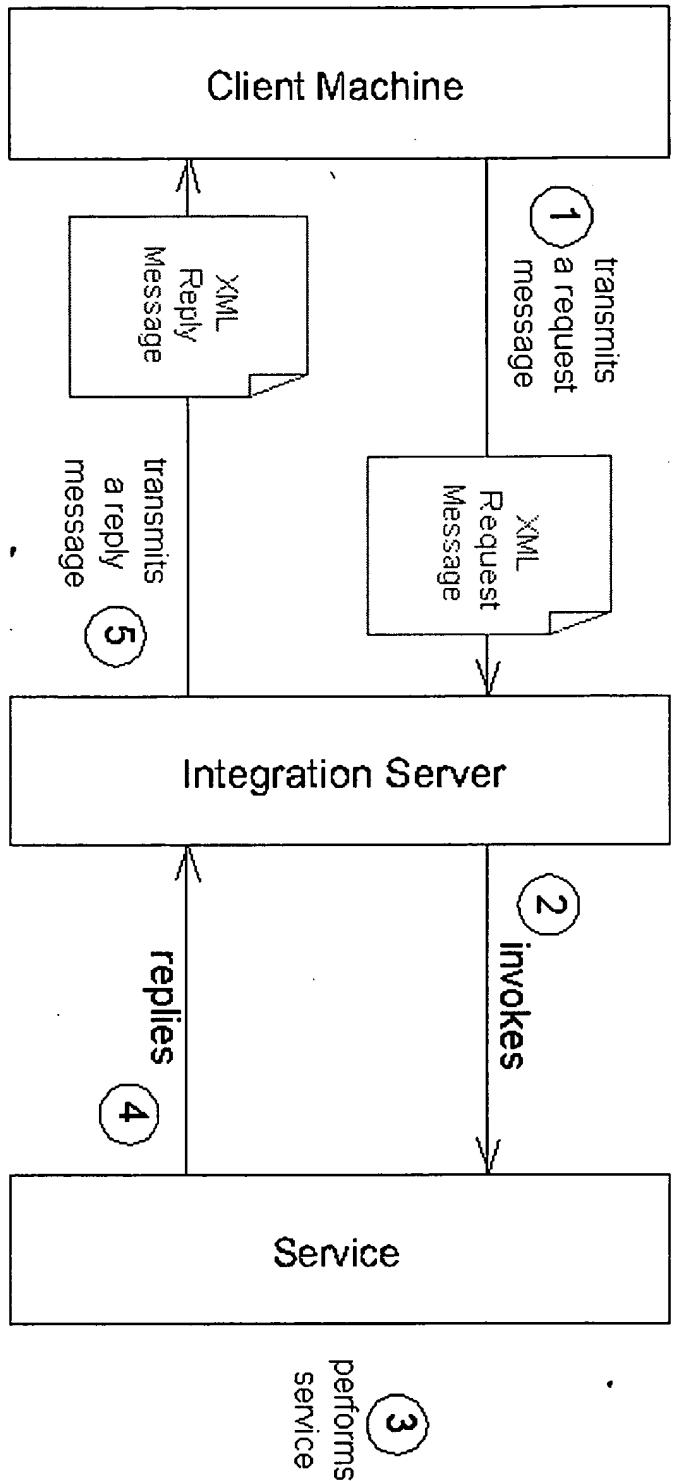 Client Machine
1
transmits
a request
message
XML
Request
Message
XML
Reply
Message
transmits
a reply
message
5
Integration Server
2
invokes
replies
4
Service
3
performs
service